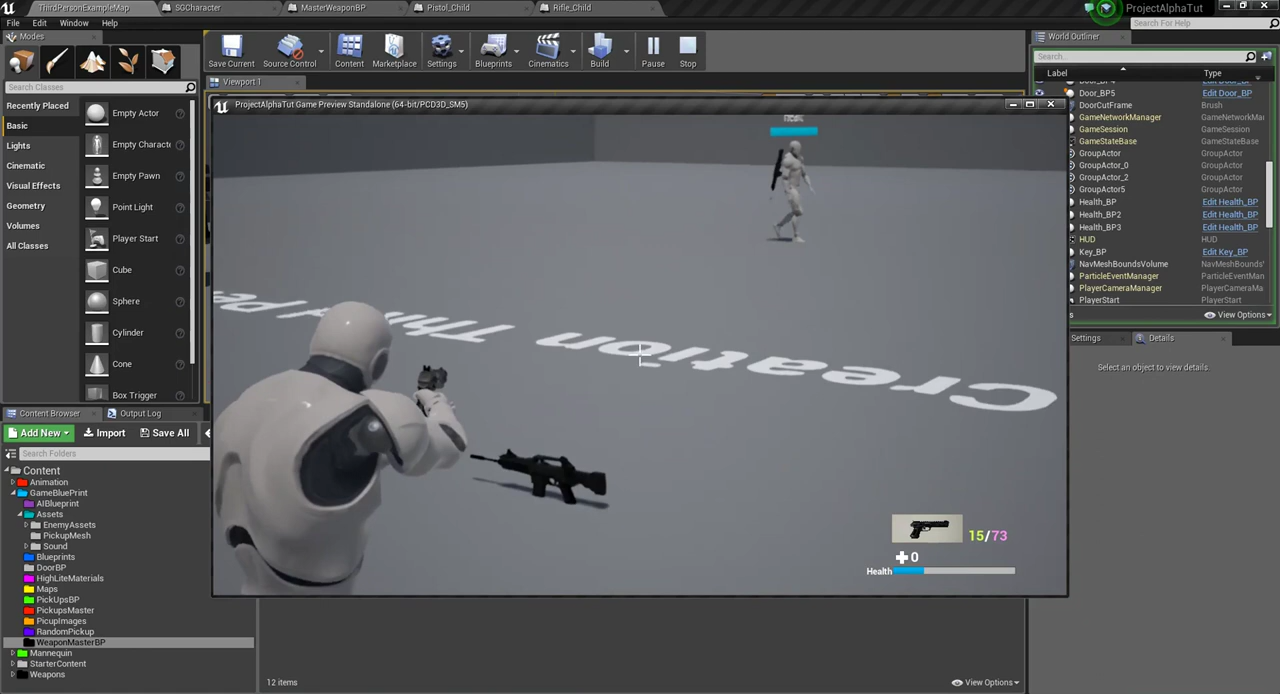 ThirdPersonExampleMap
SGCharacter
MasterWeaponBP
Pistol_Child
Rifle_Child
ProjectAlphaTut
File Edit Window Help
Search For Help
Modes
Save Current
Source Control
Content
Marketplace
Settings
Blueprints
Cinematics
Build
Pause
Stop
World Outliner
Search...
Label
Type
Search Classes
Viewport 1
Recently Placed
Basic
Lights
Cinematic
Visual Effects
Geometry
Volumes
All Classes
Empty Actor
Empty Charact
Empty Pawn
Point Light
Player Start
Cube
Sphere
Cylinder
Cone
Box Trigger
ProjectAlphaTut Game Preview Standalone (64-bit/PCD3D_SM5)
Creation Third Pe
15/73
0
Health
Door_BP5 Edit Door_BP
DoorCutFrame Brush
GameNetworkManager GameNetworkMa
GameSession GameSession
GameStateBase GameStateBase
GroupActor GroupActor
GroupActor_0 GroupActor
GroupActor_2 GroupActor
GroupActor5 GroupActor
Health_BP Edit Health_BP
Health_BP2 Edit Health_BP
Health_BP3 Edit Health_BP
HUD HUD
Key_BP Edit Key_BP
NavMeshBoundsVolume NavMeshBounds
ParticleEventManager ParticleEventMan
PlayerCameraManager PlayerCameraMa
PlayerStart PlayerStart
View Options
Settings
Details
Select an object to view details.
Content Browser
Output Log
Add New
Import
Save All
Search Folders
Content
Animation
GameBluePrint
AIBlueprint
Assets
EnemyAssets
PickupMesh
Sound
Blueprints
DoorBP
HighLiteMaterials
Maps
PickUpsBP
PickupsMaster
PicupImages
RandomPickup
WeaponMasterBP
Mannequin
StarterContent
Weapons
12 items
View Options